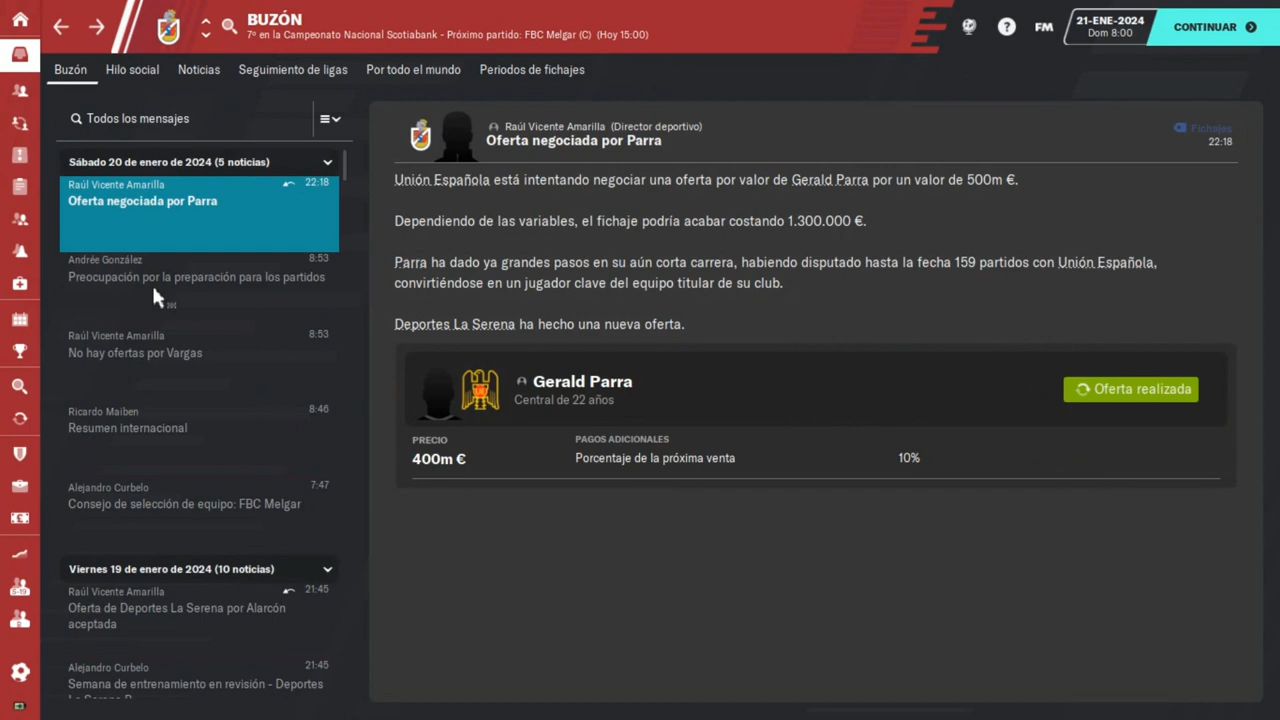 BUZÓN
7º en la Campeonato Nacional Scotiabank - Próximo partido: FBC Melgar (C) (Hoy 15:00)
FM
21-ENE-2024
Dom 8:00
CONTINUAR
Buzón
Hilo social
Noticias
Seguimiento de ligas
Por todo el mundo
Periodos de fichajes
Todos los mensajes
Sábado 20 de enero de 2024 (5 noticias)
Raúl Vicente Amarilla 22:18
Oferta negociada por Parra
Andrée González 8:53
Preocupación por la preparación para los partidos
Raúl Vicente Amarilla 8:53
No hay ofertas por Vargas
Ricardo Maiben 8:46
Resumen internacional
Alejandro Curbelo 7:47
Consejo de selección de equipo: FBC Melgar
Viernes 19 de enero de 2024 (10 noticias)
Raúl Vicente Amarilla 21:45
Oferta de Deportes La Serena por Alarcón
aceptada
Alejandro Curbelo 21:45
Semana de entrenamiento en revisión - Deportes
La Serena B
Raúl Vicente Amarilla (Director deportivo)
Oferta negociada por Parra
Fichajes
22:18
Unión Española está intentando negociar una oferta por valor de Gerald Parra por un valor de 500m €.
Dependiendo de las variables, el fichaje podría acabar costando 1.300.000 €.
Parra ha dado ya grandes pasos en su aún corta carrera, habiendo disputado hasta la fecha 159 partidos con Unión Española,
convirtiéndose en un jugador clave del equipo titular de su club.
Deportes La Serena ha hecho una nueva oferta.
Gerald Parra
Central de 22 años
Oferta realizada
PRECIO
400m €
PAGOS ADICIONALES
Porcentaje de la próxima venta 10%